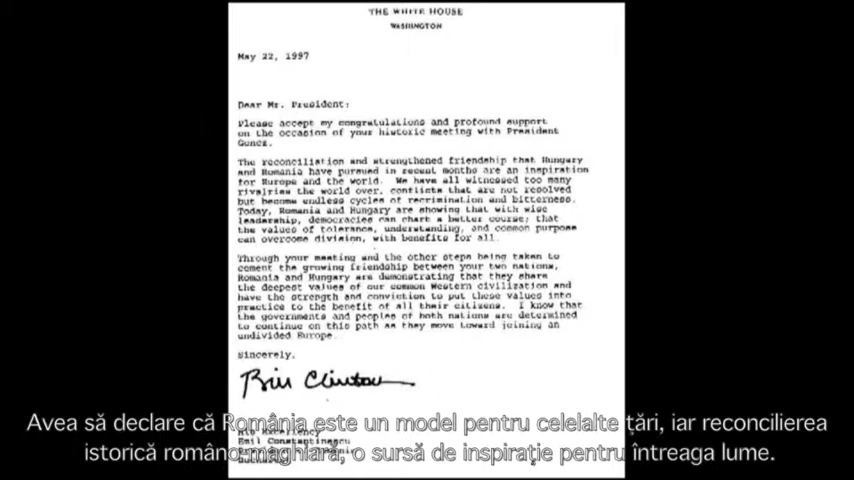 THE WHITE HOUSE
WASHINGTON
May 22, 1997
Dear Mr. President:
Please accept my congratulations and profound support
on the occasion of your historic meeting with President
Goncz.
The reconciliation and strengthened friendship that Hungary
and Romania have pursued in recent months are an inspiration
for Europe and the world. We have all witnessed too many
rivalries the world over, conflicts that are not resolved
but become endless cycles of recrimination and bitterness.
Today, Romania and Hungary are showing that with wise
leadership, democracies can chart a better course; that
the values of tolerance, understanding, and common purpose
can overcome division, with benefits for all.
Through your meeting and the other steps being taken to
cement the growing friendship between your two nations,
Romania and Hungary are demonstrating that they share
the deepest values of our common Western civilization and
have the strength and conviction to put these values into
practice to the benefit of all their citizens. I know that
the governments and peoples of both nations are determined
to continue on this path as they move toward joining an
undivided Europe.
Sincerely,
Bill Clinton
His Excellency
Emil Constantinescu
Bucharest
Avea să declare că România este un model pentru celelalte țări, iar reconcilierea
istorică româno-maghiară, o sursă de inspirație pentru întreaga lume.